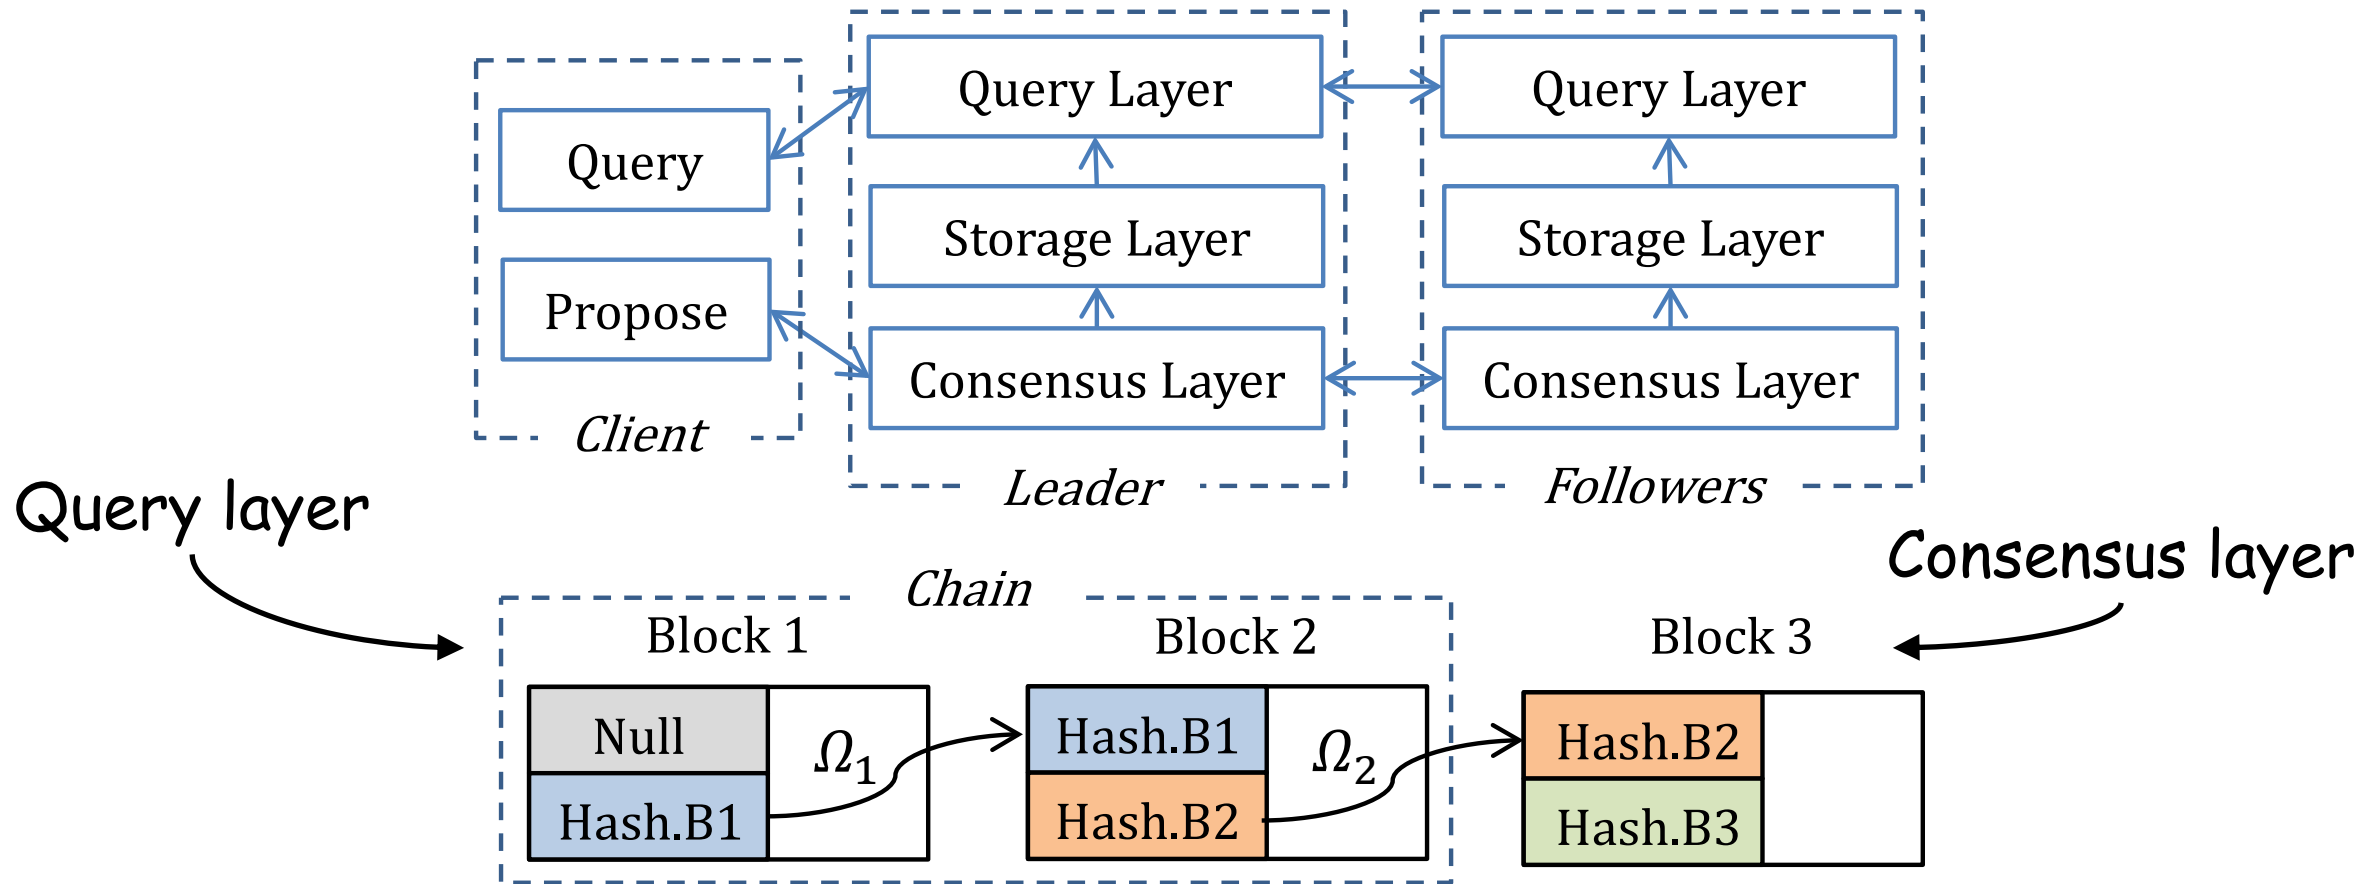 Query Layer
Query Layer
Query
Storage Layer
Storage Layer
Propose
Consensus Layer
Consensus Layer
Client
Leader
Followers
Query layer
Consensus layer
Chain
Block 1
Block 2
Block 3
Null
Ω1
Hash.B1
Hash.B1
Ω2
Hash.B2
Hash.B2
Hash.B3